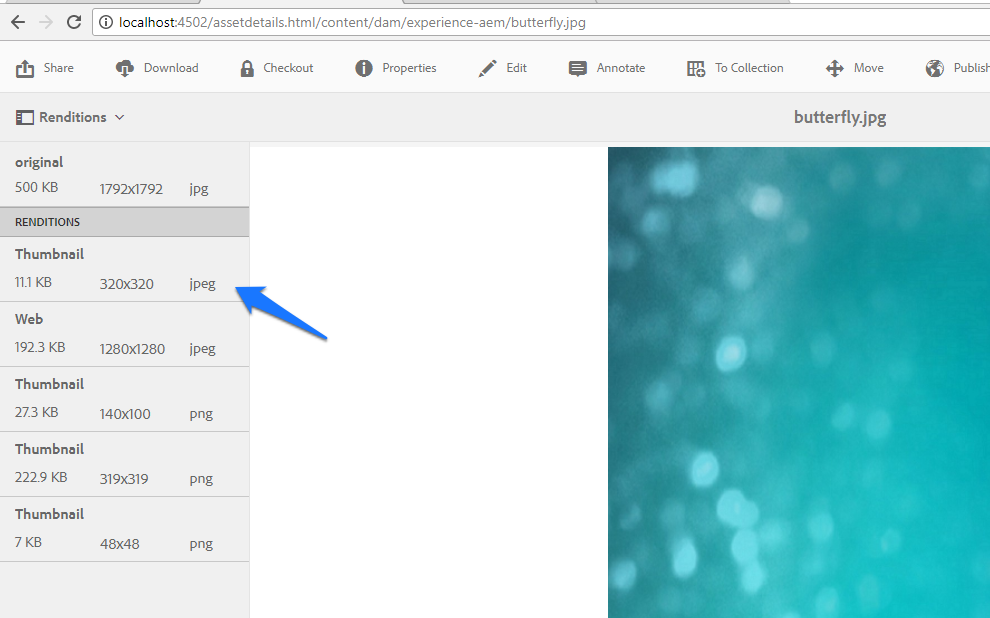 localhost:4502/assetdetails.html/content/dam/experience-aem/butterfly.jpg
Share Download Checkout Properties Edit Annotate To Collection Move Publish
Renditions butterfly.jpg
original
500 KB 1792x1792 jpg
RENDITIONS
Thumbnail
11.1 KB 320x320 jpeg
Web
192.3 KB 1280x1280 jpeg
Thumbnail
27.3 KB 140x100 png
Thumbnail
222.9 KB 319x319 png
Thumbnail
7 KB 48x48 png